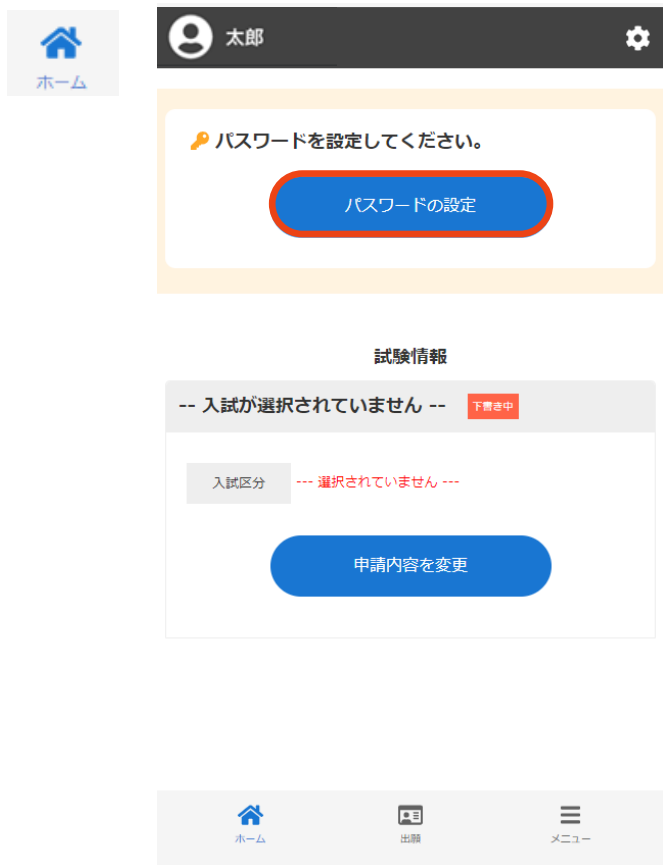 ホーム
太郎
パスワードを設定してください。
パスワードの設定
試験情報
-- 入試が選択されていません -- 下書き中
入試区分 --- 選択されていません ---
申請内容を変更
ホーム 出願 メニュー